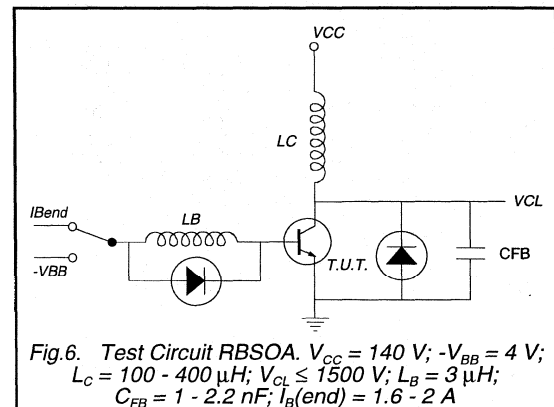 VCC
LC
IBend
LB
VCL
-VBB
T.U.T.
CFB
Fig.6. Test Circuit RBSOA. VCC = 140 V; -VBB = 4 V;
LC = 100 - 400 μH; VCL ≤ 1500 V; LB = 3 μH;
CFB = 1 - 2.2 nF; IB(end) = 1.6 - 2 A